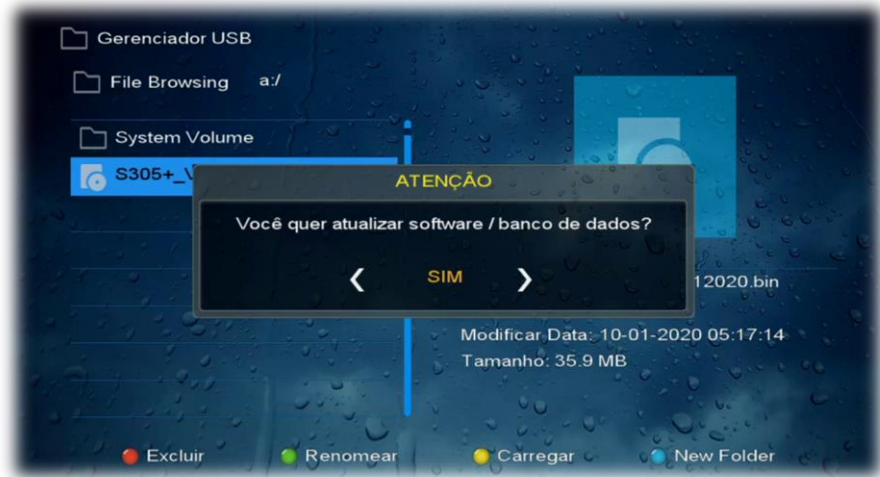 Gerenciador USB
File Browsing a:/
System Volume
S305+_
ATENÇÃO
Você quer atualizar software / banco de dados?
SIM
12020.bin
Modificar Data: 10-01-2020 05:17:14
Tamanho: 35.9 MB
Excluir Renomear Carregar New Folder